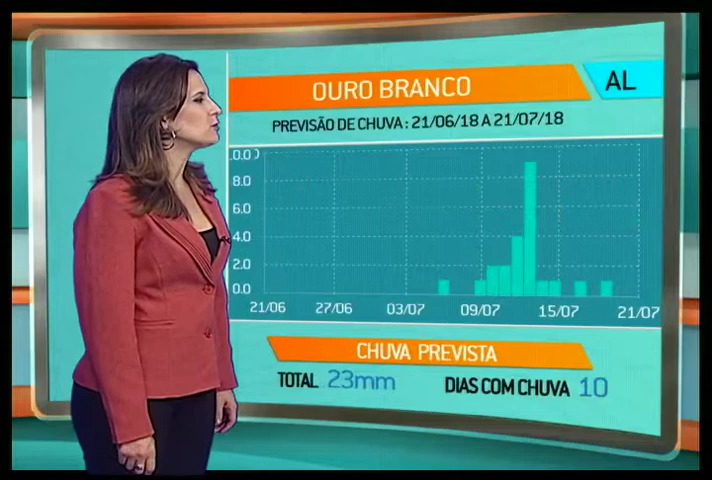 OURO BRANCO
AL
PREVISÃO DE CHUVA : 21/06/18 A 21/07/18
8.0
6.0
4.0
2.0
0.0
21/06 27/06 03/07 09/07 15/07 21/07
CHUVA PREVISTA
TOTAL 23mm DIAS COM CHUVA 10